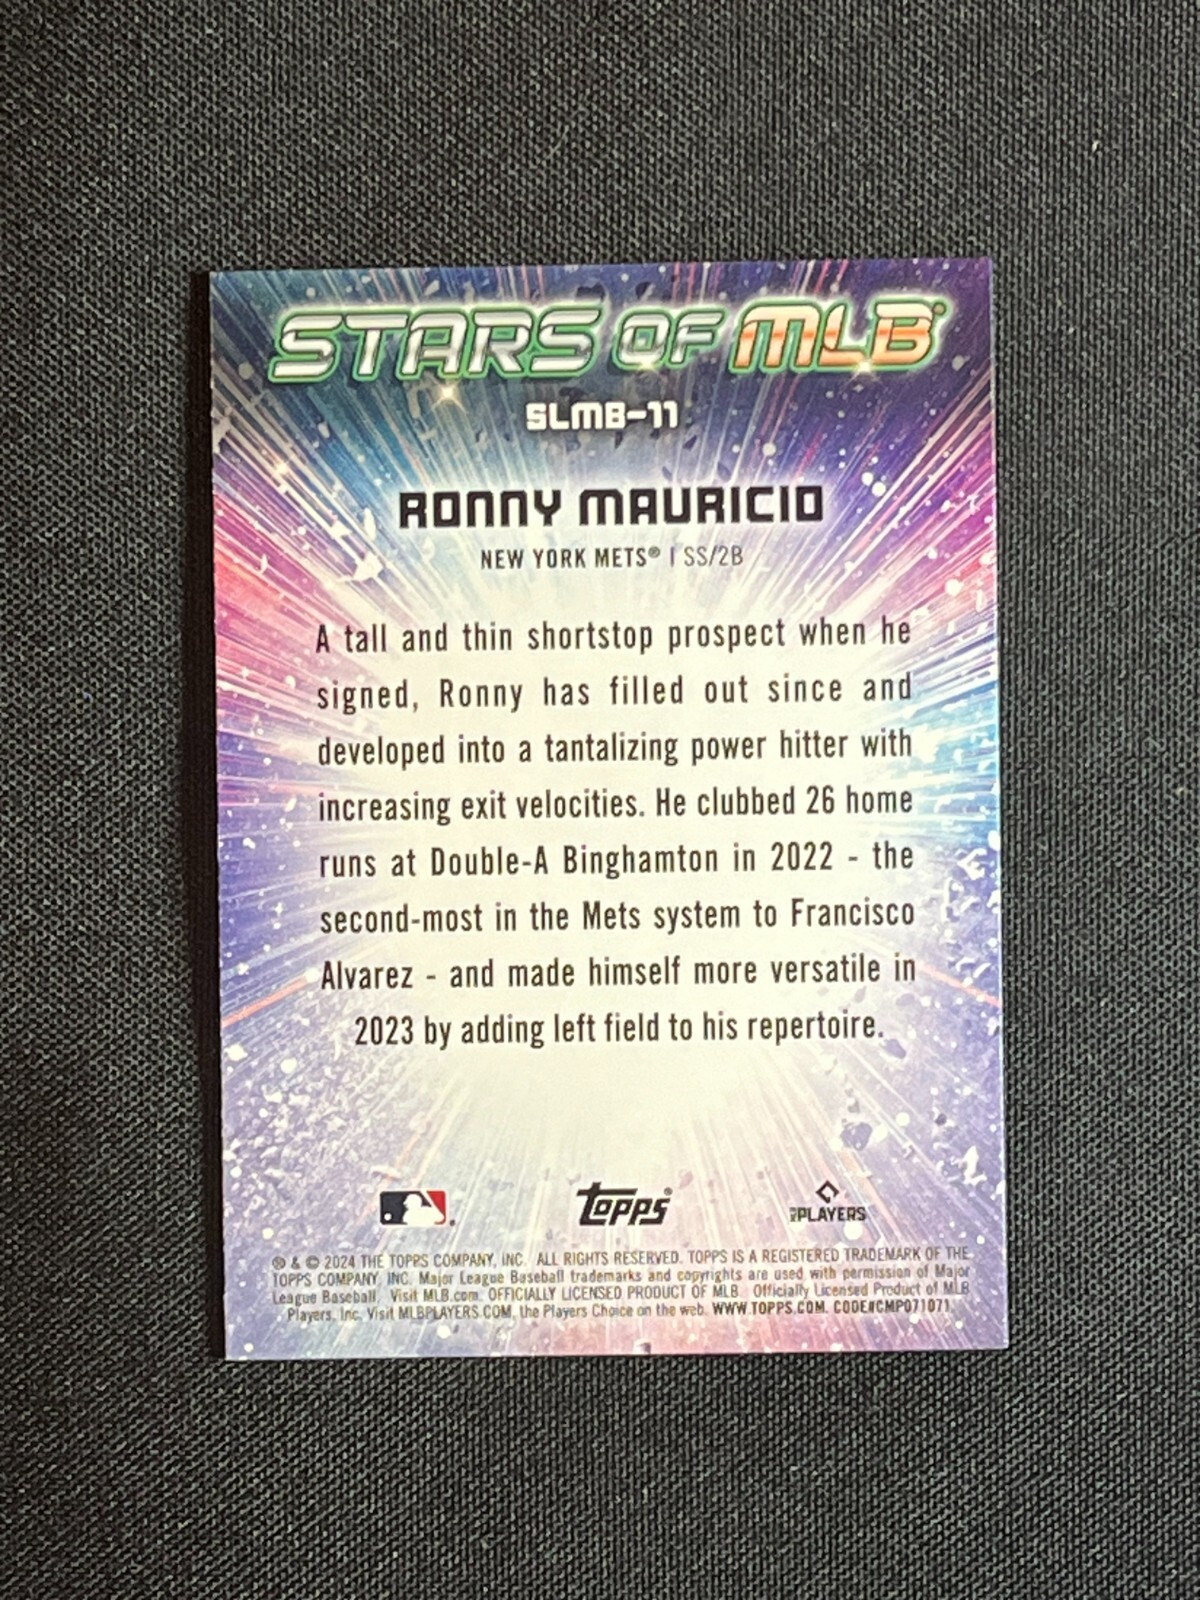 STARS OF MLB®
SLMB-11
RONNY MAURICIO
NEW YORK METS® | SS/2B
A tall and thin shortstop prospect when he
signed, Ronny has filled out since and
developed into a tantalizing power hitter with
increasing exit velocities. He clubbed 26 home
runs at Double-A Binghamton in 2022 - the
second-most in the Mets system to Francisco
Alvarez - and made himself more versatile in
2023 by adding left field to his repertoire.
topps® PLAYERS
® & © 2024 THE TOPPS COMPANY, INC. ALL RIGHTS RESERVED. TOPPS IS A REGISTERED TRADEMARK OF THE
TOPPS COMPANY, INC. Major League Baseball trademarks and copyrights are used with permission of Major
League Baseball. Visit MLB.com. OFFICIALLY LICENSED PRODUCT OF MLB. Officially Licensed Product of MLB
Players, Inc. Visit MLBPLAYERS.COM, the Players Choice on the web. WWW.TOPPS.COM. CODE#CMP071071